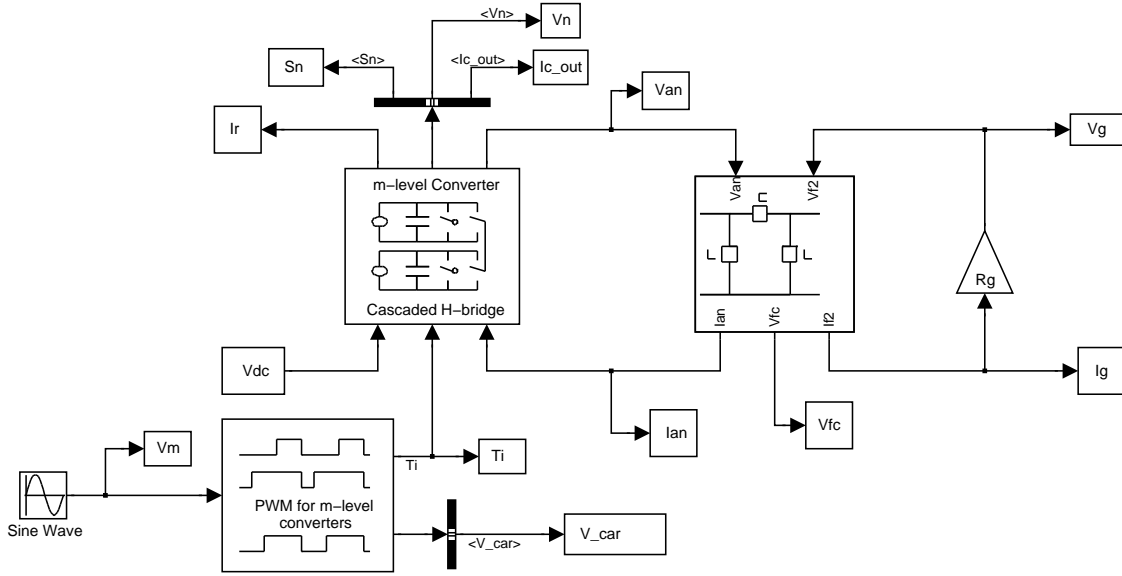 <Vn>
Vn
Sn
<Sn>
<Ic_out>
Ic_out
Van
Ir
Vg
m−level Converter
Cascaded H−bridge
Van
Vf2
Rg
Ian
Vfc
If2
Vdc
Ig
Ian
Vfc
Vm
Ti
Ti
PWM for m−level
converters
Sine Wave
<V_car>
V_car